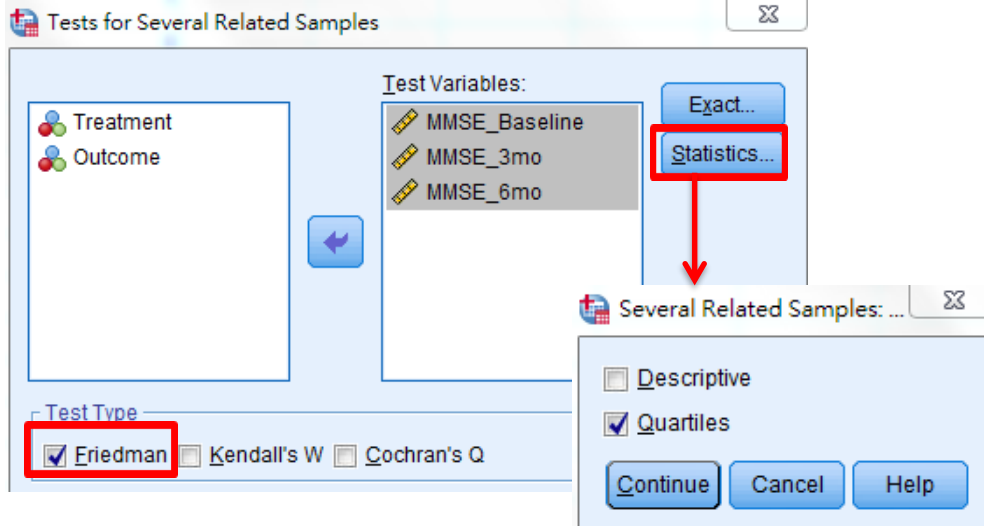 Tests for Several Related Samples
Test Variables:
Treatment
Outcome
MMSE_Baseline
MMSE_3mo
MMSE_6mo
Exact...
Statistics...
Test Type
Friedman Kendall's W Cochran's Q
Several Related Samples: ...
Descriptive
Quartiles
Continue Cancel Help